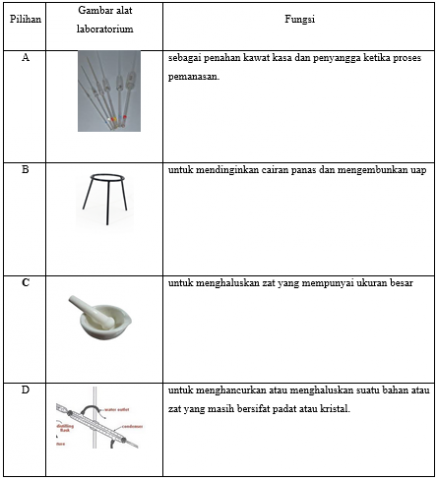 Pilihan
Gambar alat
laboratorium
Fungsi
A
sebagai penahan kawat kasa dan penyangga ketika proses
pemanasan.
B
untuk mendinginkan cairan panas dan mengembunkan uap
C
untuk menghaluskan zat yang mempunyai ukuran besar
D
untuk menghancurkan atau menghaluskan suatu bahan atau
zat yang masih bersifat padat atau kristal.
water outlet
distilling
flask
condenser